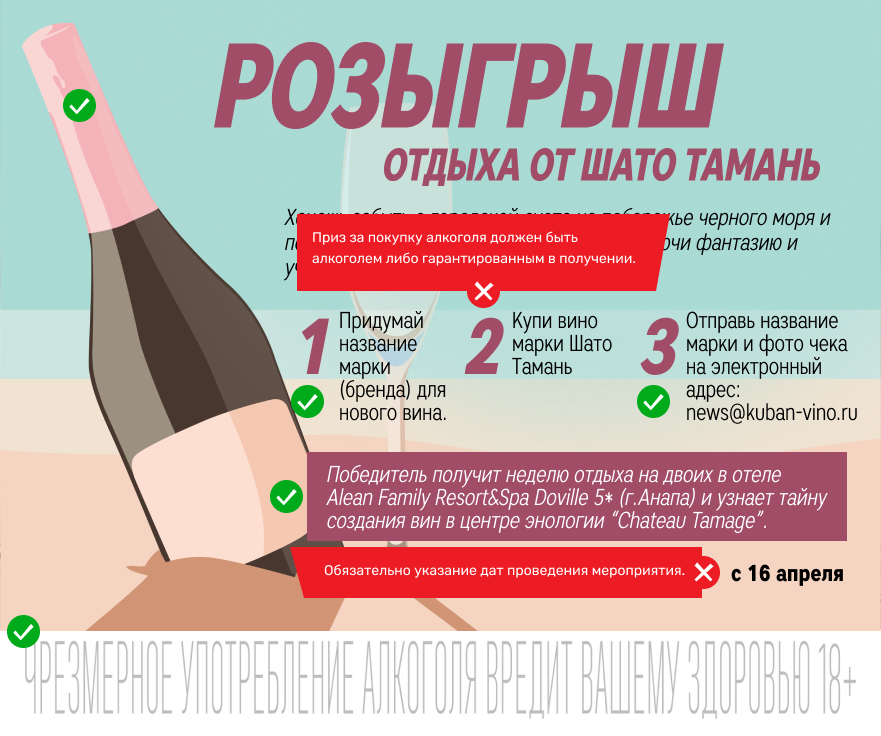 РОЗЫГРЫШ
ОТДЫХА ОТ ШАТО ТАМАНЬ
черного моря и
фантазию и
Приз за покупку алкоголя должен быть
алкоголем либо гарантированным в получении.
1
Придумай
название
марки
(бренда) для
нового вина.
2
Купи вино
марки Шато
Тамань
3
Отправь название
марки и фото чека
на электронный
адрес:
news@kuban-vino.ru
Победитель получит неделю отдыха на двоих в отеле
Alean Family Resort&Spa Doville 5* (г.Анапа) и узнает тайну
создания вин в центре энологии “Chateau Tamage”.
Обязательно указание дат проведения мероприятия.
с 16 апреля
ЧРЕЗМЕРНОЕ УПОТРЕБЛЕНИЕ АЛКОГОЛЯ ВРЕДИТ ВАШЕМУ ЗДОРОВЬЮ 18+